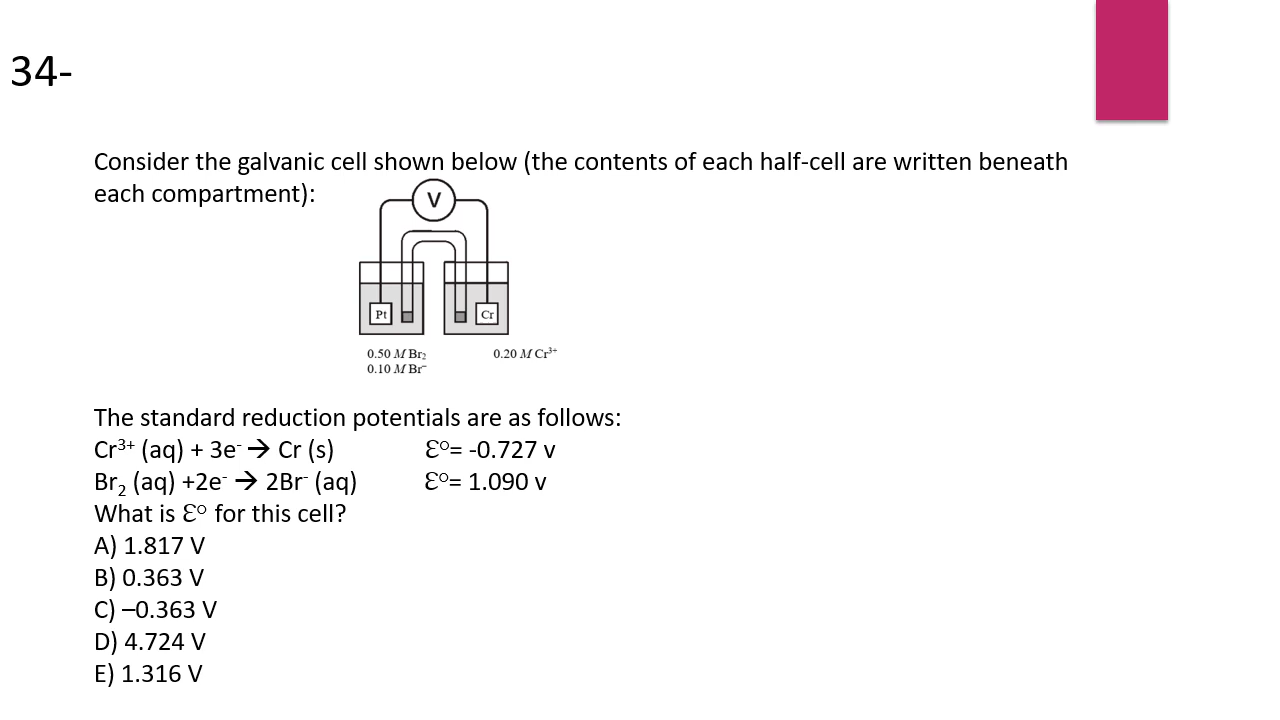 34-
Consider the galvanic cell shown below (the contents of each half-cell are written beneath
each compartment):
V
Pt
Cr
0.50 M Br₂
0.20 M Cr³⁺
0.10 M Br⁻
The standard reduction potentials are as follows:
Cr³⁺ (aq) + 3e⁻ → Cr (s) Ɛ⁰= -0.727 v
Br₂ (aq) +2e⁻ → 2Br⁻ (aq) Ɛ⁰= 1.090 v
What is Ɛ⁰ for this cell?
A) 1.817 V
B) 0.363 V
C) –0.363 V
D) 4.724 V
E) 1.316 V